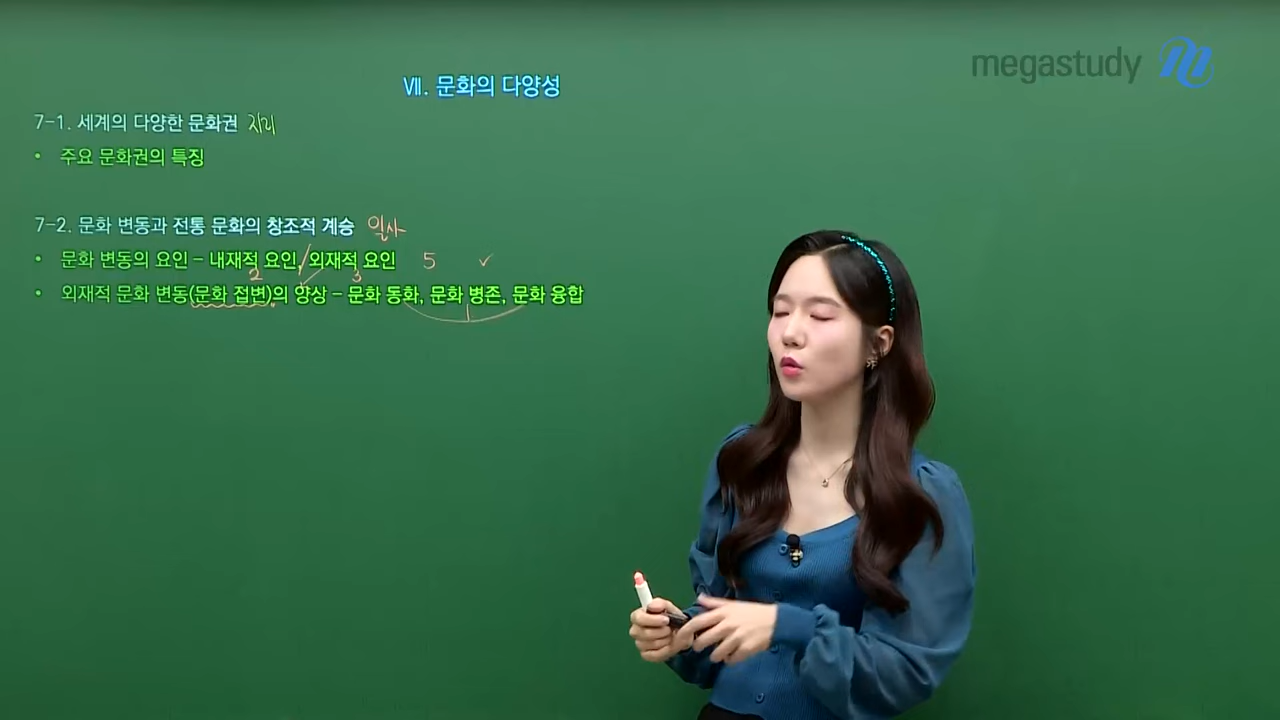 megastudy
Ⅶ. 문화의 다양성
7-1. 세계의 다양한 문화권 지리
• 주요 문화권의 특징
7-2. 문화 변동과 전통 문화의 창조적 계승 일사
• 문화 변동의 요인 – 내재적 요인, 외재적 요인 5 ✓
2 3
• 외재적 문화 변동(문화 접변)의 양상 – 문화 동화, 문화 병존, 문화 융합